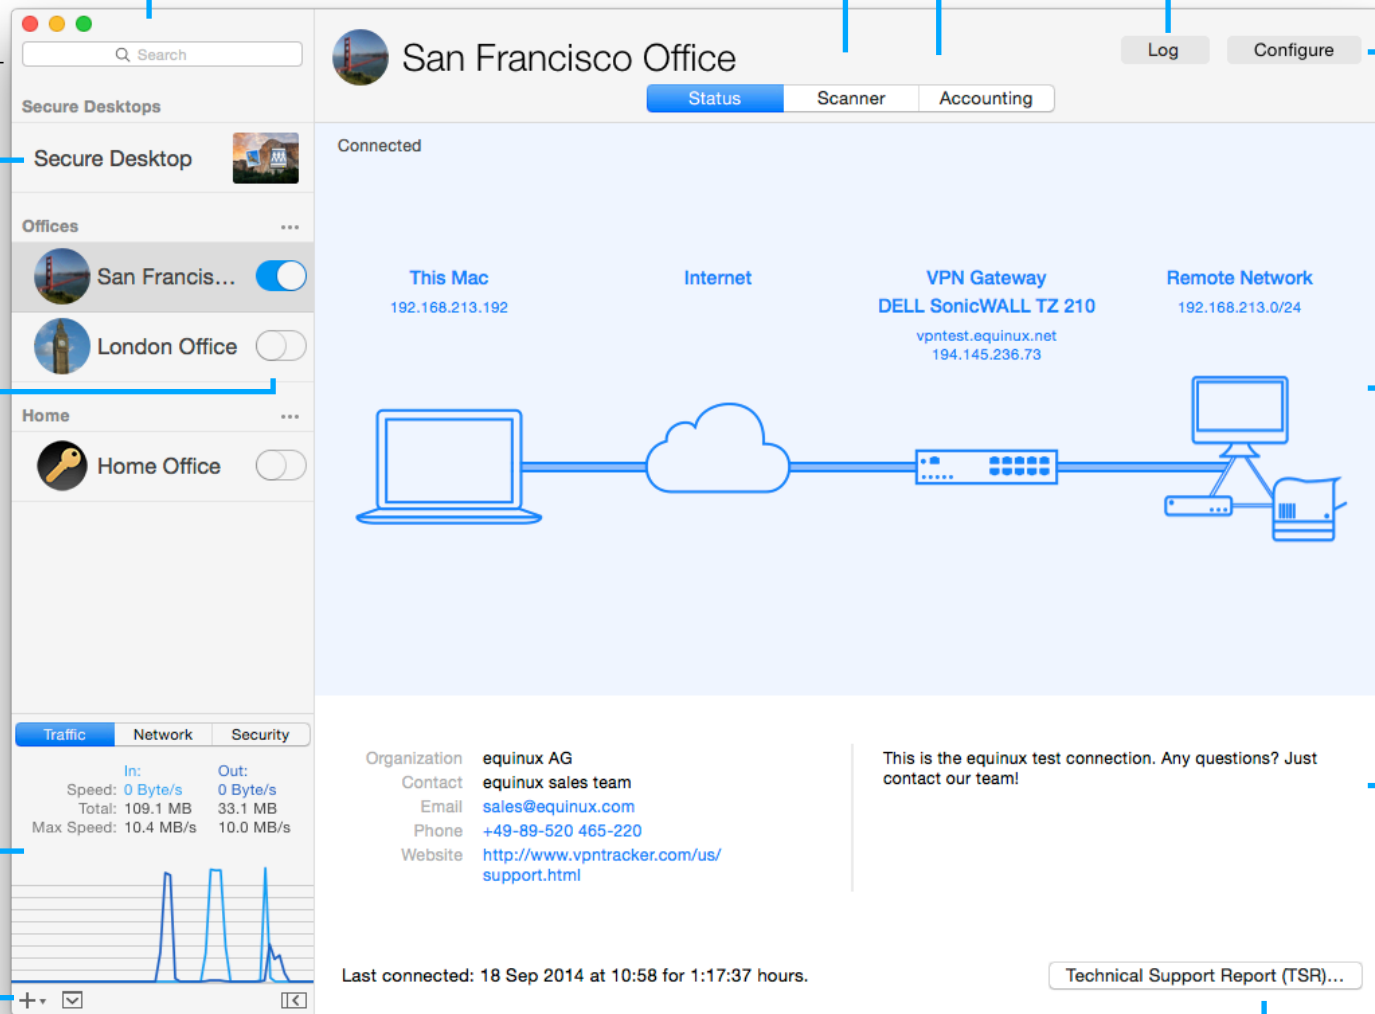 Search
Secure Desktops
Secure Desktop
Offices
San Francis...
London Office
Home
Home Office
Traffic Network Security
In: Out:
Speed: 0 Byte/s 0 Byte/s
Total: 109.1 MB 33.1 MB
Max Speed: 10.4 MB/s 10.0 MB/s
San Francisco Office
Log Configure
Status Scanner Accounting
Connected
This Mac
192.168.213.192
Internet
VPN Gateway
DELL SonicWALL TZ 210
vpntest.equinux.net
194.145.236.73
Remote Network
192.168.213.0/24
Organization equinux AG
Contact equinux sales team
Email sales@equinux.com
Phone +49-89-520 465-220
Website http://www.vpntracker.com/us/
support.html
This is the equinux test connection. Any questions? Just
contact our team!
Last connected: 18 Sep 2014 at 10:58 for 1:17:37 hours.
Technical Support Report (TSR)...